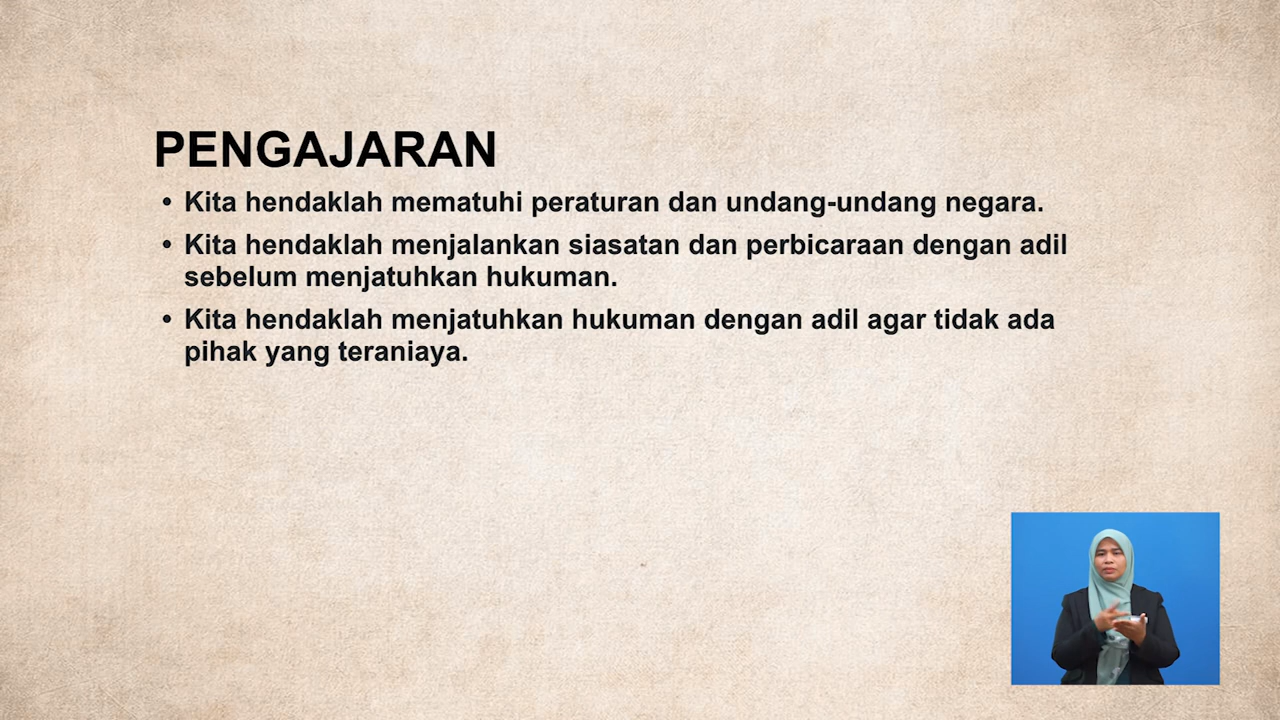 PENGAJARAN
• Kita hendaklah mematuhi peraturan dan undang-undang negara.
• Kita hendaklah menjalankan siasatan dan perbicaraan dengan adil
sebelum menjatuhkan hukuman.
• Kita hendaklah menjatuhkan hukuman dengan adil agar tidak ada
pihak yang teraniaya.